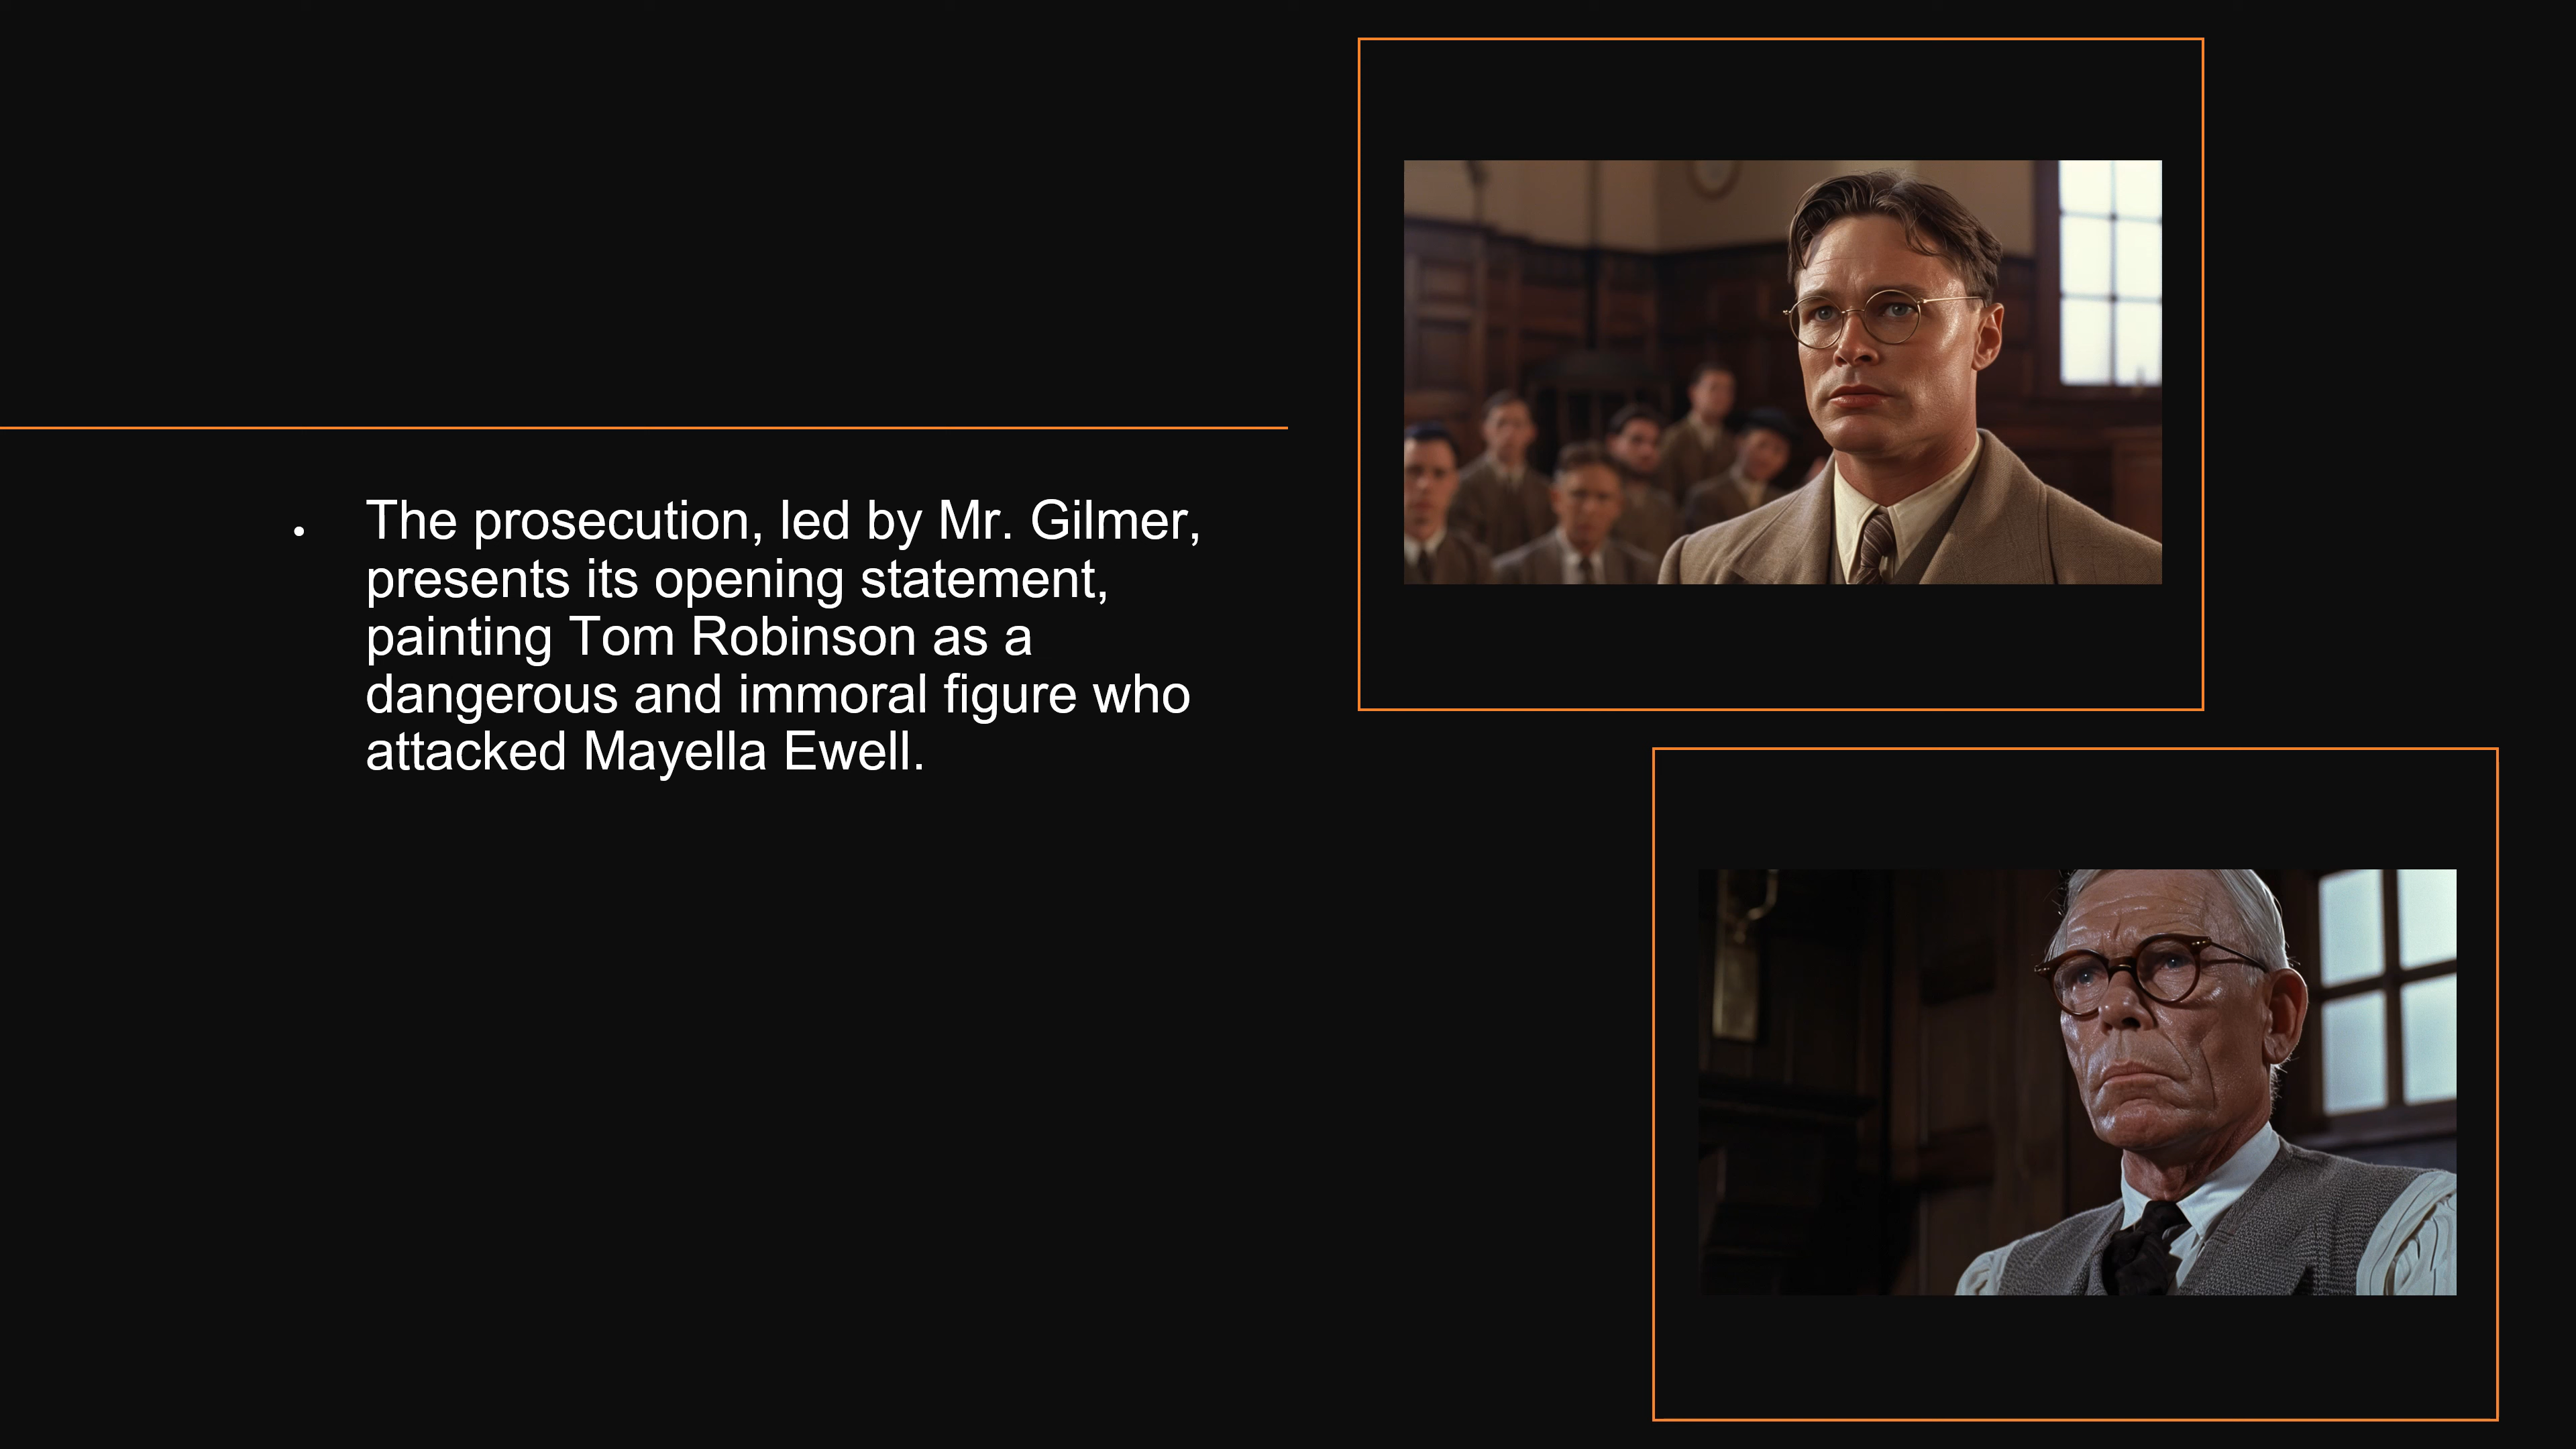 • The prosecution, led by Mr. Gilmer,
presents its opening statement,
painting Tom Robinson as a
dangerous and immoral figure who
attacked Mayella Ewell.